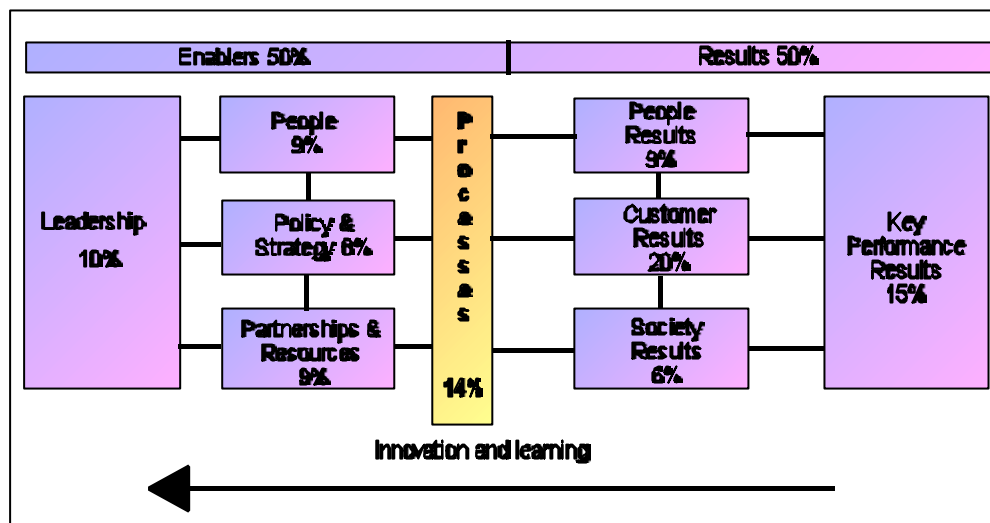 Enablers 50%
Results 50%
Leadership
10%
People
9%
Policy &
Strategy 8%
Partnerships &
Resources
9%
Processes
14%
People
Results
9%
Customer
Results
20%
Society
Results
6%
Key
Performance
Results
15%
Innovation and learning